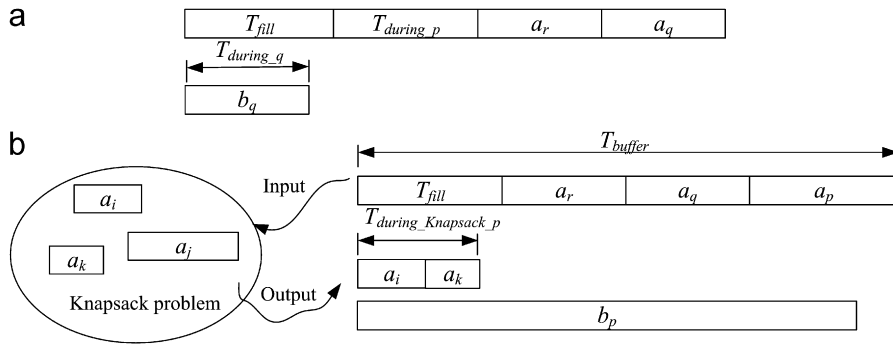 a
T_fill T_during_p a_r a_q
T_during_q
b_q
b
T_buffer
Input
T_fill a_r a_q a_p
a_i
T_during_Knapsack_p
a_j
a_k
a_i a_k
Output
Knapsack problem
b_p